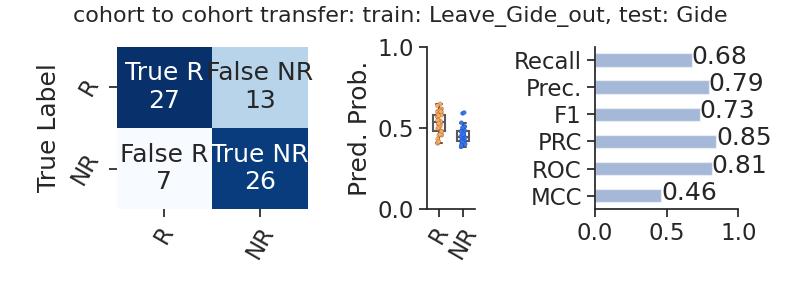 cohort to cohort transfer: train: Leave_Gide_out, test: Gide
True Label
R
NR
True R
27
False NR
13
False R
7
True NR
26
R
NR
Pred. Prob.
1.0
0.5
0.0
R
NR
Recall
0.68
Prec.
0.79
F1
0.73
PRC
0.85
ROC
0.81
MCC
0.46
0.0
0.5
1.0